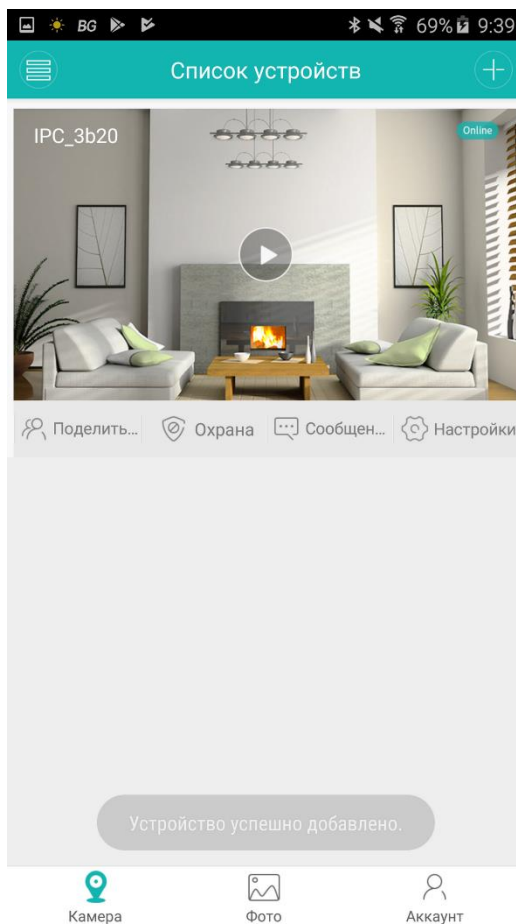 BG 69% 9:39
Список устройств
IPC_3b20
Online
Поделить... Охрана Сообщен... Настройки
Устройство успешно добавлено.
Камера Фото Аккаунт